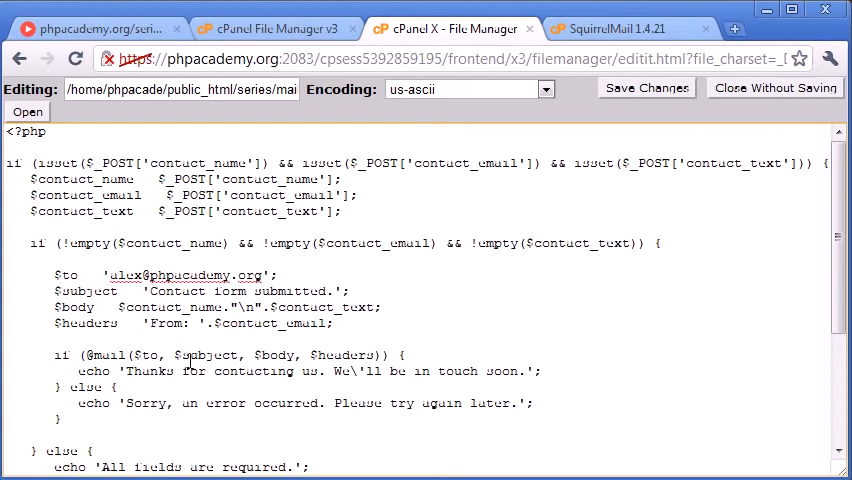 phpacademy.org/serie
cPanel File Manager v3
cPanel X - File Manager
SquirrelMail 1.4.21
https://phpacademy.org:2083/cpsess5392859195/frontend/x3/filemanager/editit.html?file_charset=_[
Editing: /home/phpacade/public_html/series/mai Encoding: us-ascii Save Changes Close Without Saving
Open
<?php
if (isset($_POST['contact_name']) && isset($_POST['contact_email') && isset($_POST['contact_text'])) {
$contact_name $_POST['contact_name'];
$contact_email $_POST['contact_email'];
$contact_text $_POST['contact_text'];
if (!empty($contact_name) && !empty($contact_email) && !empty($contact_text)) {
$to 'alex@phpacademy.org';
$subject 'Contact form submitted.';
$body $contact_name."\n".$contact_text;
$headers 'From: '.$contact_email;
if (@mail($to, $subject, $body, $headers)) {
echo 'Thanks for contacting us. We\'ll be in touch soon.';
} else {
echo 'Sorry, an error occurred. Please try again later.';
}
} else {
echo 'All fields are required.';